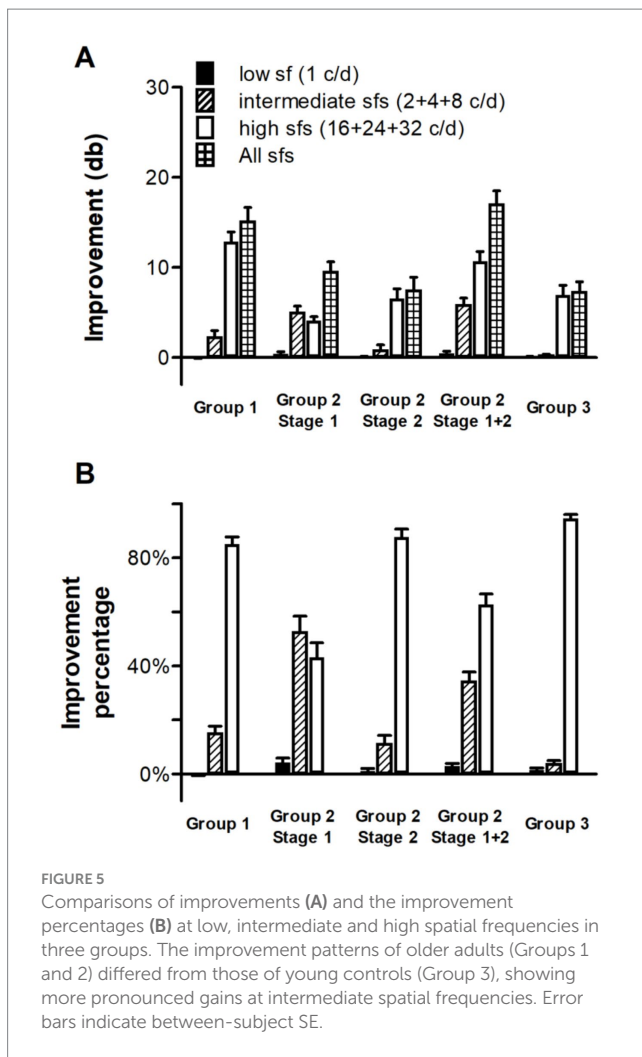 A
low sf (1 c/d)
intermediate sfs (2+4+8 c/d)
high sfs (16+24+32 c/d)
All sfs
30
20
10
0
Improvement (db)
Group 1
Group 2
Stage 1
Group 2
Stage 2
Group 2
Stage 1+2
Group 3
B
80%
40%
0%
Improvement
percentage
Group 1
Group 2
Stage 1
Group 2
Stage 2
Group 2
Stage 1+2
Group 3
FIGURE 5
Comparisons of improvements (A) and the improvement
percentages (B) at low, intermediate and high spatial frequencies in
three groups. The improvement patterns of older adults (Groups 1
and 2) differed from those of young controls (Group 3), showing
more pronounced gains at intermediate spatial frequencies. Error
bars indicate between-subject SE.